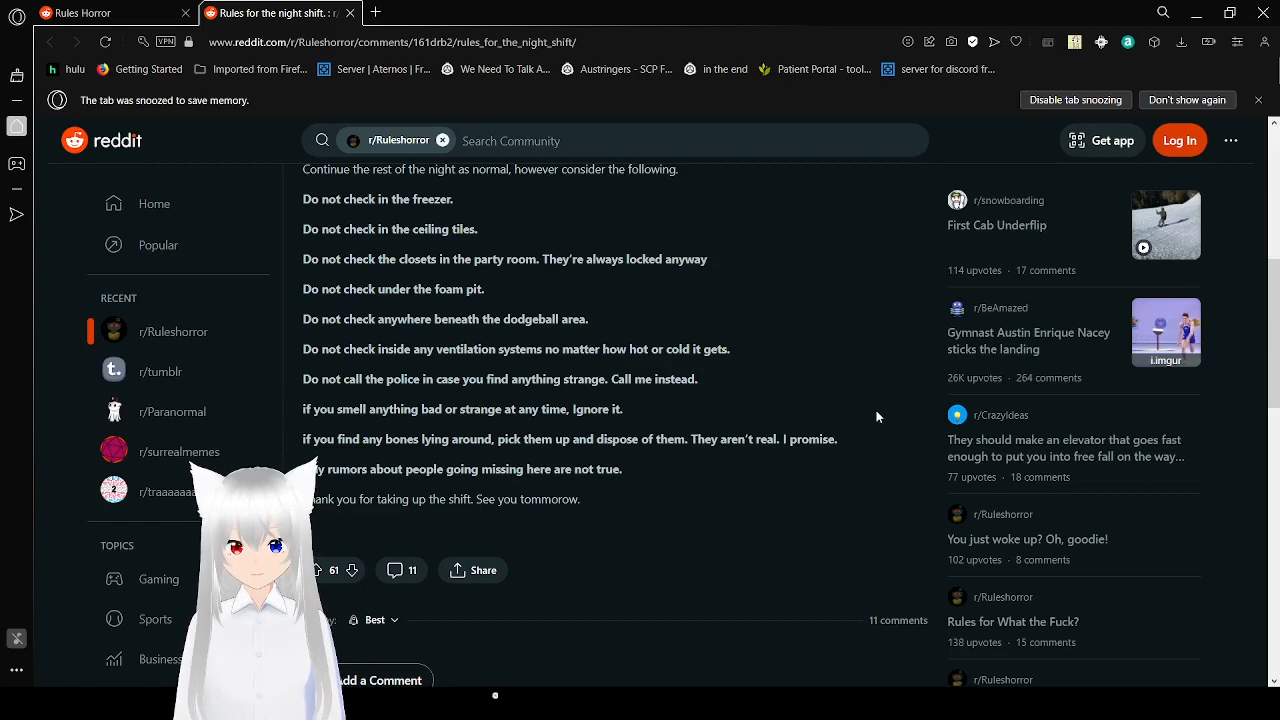 Rules Horror
Rules for the night shift. : r/
VPN
www.reddit.com/r/Ruleshorror/comments/161drb2/rules_for_the_night_shift/
hulu
Getting Started
Imported from Firef...
Server | Aternos | Fr...
We Need To Talk A...
Austringers - SCP F...
in the end
Patient Portal - tool...
server for discord fr...
The tab was snoozed to save memory.
Disable tab snoozing
Don't show again
reddit
r/Ruleshorror
Search Community
Get app
Log In
Home
Popular
RECENT
r/Ruleshorror
r/tumblr
r/Paranormal
r/surrealmemes
r/traaaaaa
TOPICS
Gaming
Sports
Business
Continue the rest of the night as normal, however consider the following.
Do not check in the freezer.
Do not check in the ceiling tiles.
Do not check the closets in the party room. They're always locked anyway
Do not check under the foam pit.
Do not check anywhere beneath the dodgeball area.
Do not check inside any ventilation systems no matter how hot or cold it gets.
Do not call the police in case you find anything strange. Call me instead.
if you smell anything bad or strange at any time, Ignore it.
if you find any bones lying around, pick them up and dispose of them. They aren't real. I promise.
rumors about people going missing here are not true.
hank you for taking up the shift. See you tommorow.
61
11
Share
Best
11 comments
dd a Comment
r/snowboarding
First Cab Underflip
114 upvotes · 17 comments
r/BeAmazed
Gymnast Austin Enrique Nacey
sticks the landing
i.imgur
26K upvotes · 264 comments
r/CrazyIdeas
They should make an elevator that goes fast
enough to put you into free fall on the way...
77 upvotes · 18 comments
r/Ruleshorror
You just woke up? Oh, goodie!
102 upvotes · 8 comments
r/Ruleshorror
Rules for What the Fuck?
138 upvotes · 15 comments
r/Ruleshorror